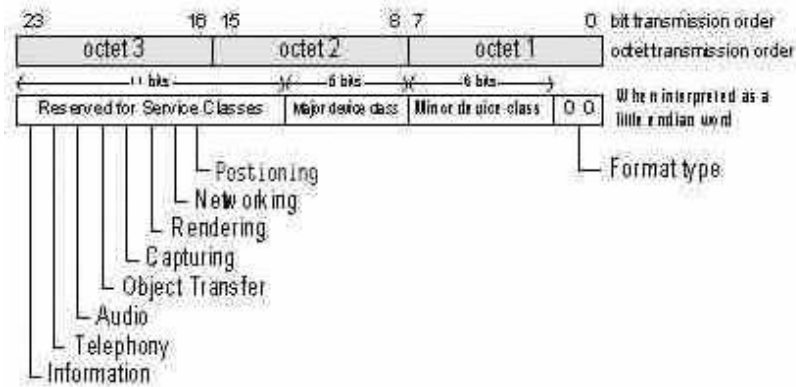 23 16 15 8 7 0 bit transmission order
octet 3 octet 2 octet 1 octet transmission order
11 bits 5 bits 6 bits
Reserved for Service Classes Major device class Minor device class 0 0 When interpreted as a
little endian word
Postioning Format type
Networking
Rendering
Capturing
Object Transfer
Audio
Telephony
Information